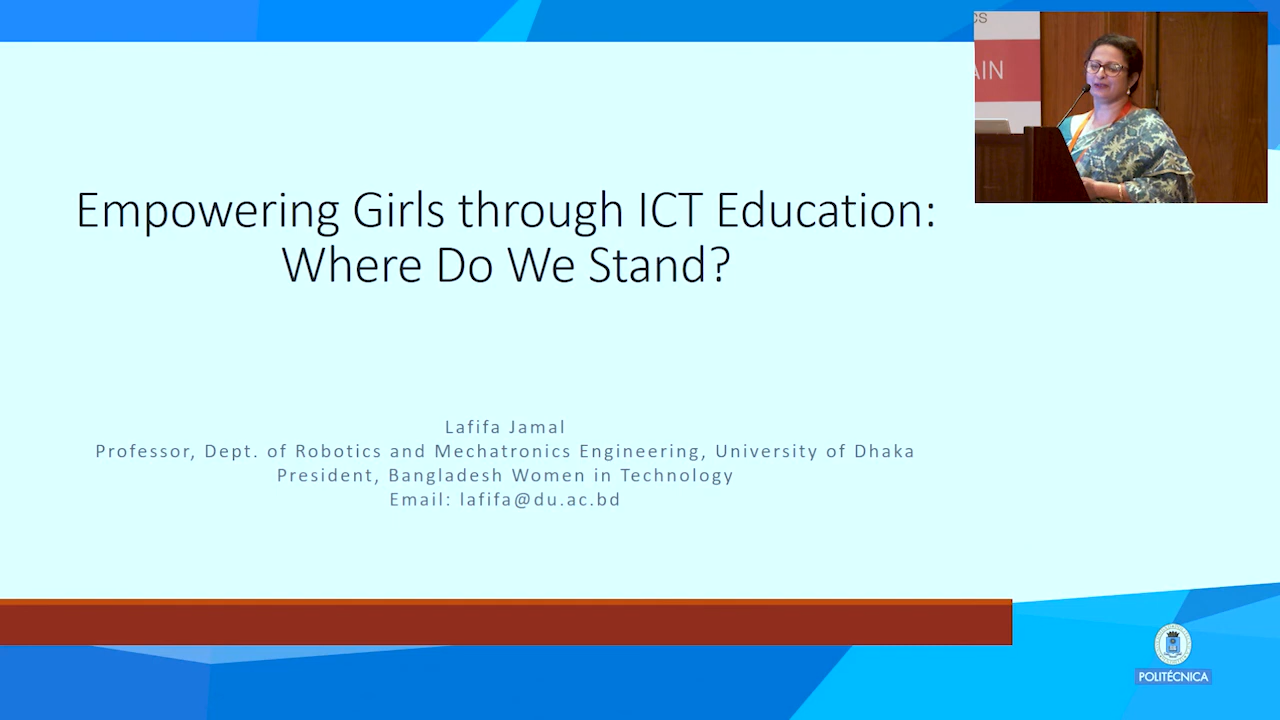 CS
AIN
Empowering Girls through ICT Education:
Where Do We Stand?
Lafifa Jamal
Professor, Dept. of Robotics and Mechatronics Engineering, University of Dhaka
President, Bangladesh Women in Technology
Email: lafifa@du.ac.bd
POLITÉCNICA